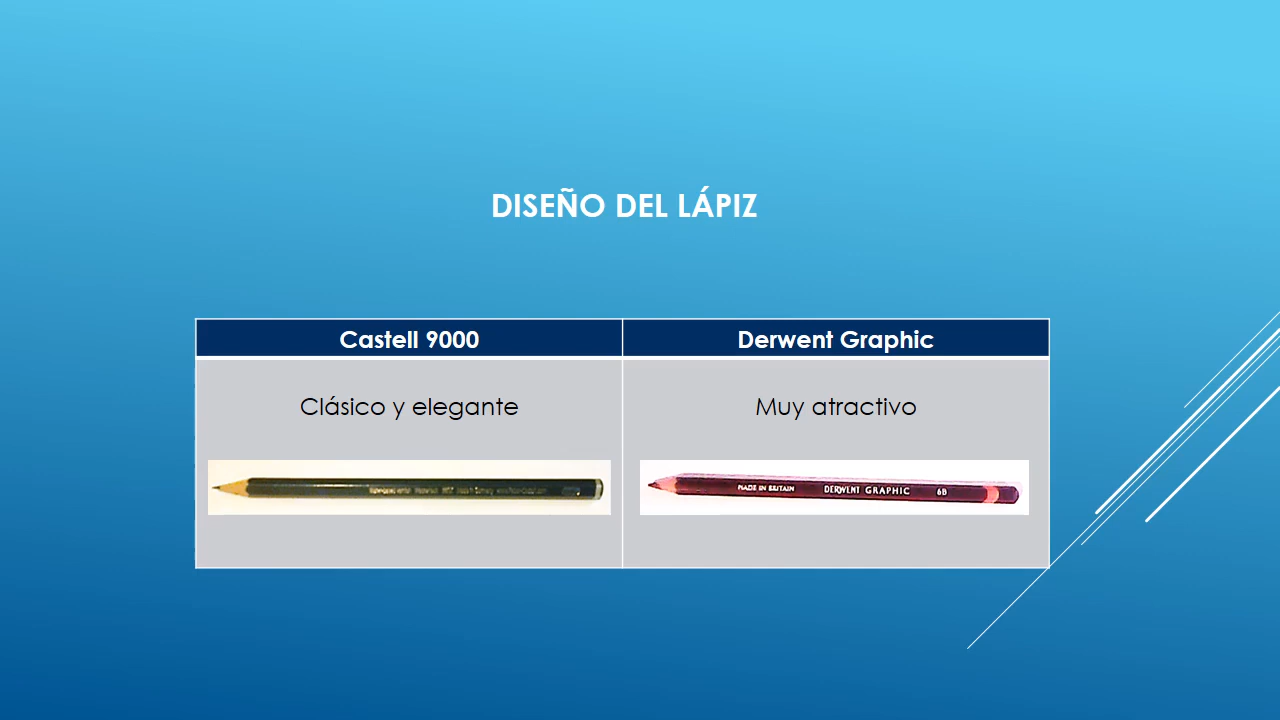 DISEÑO DEL LÁPIZ
Castell 9000
Derwent Graphic
Clásico y elegante
Muy atractivo
MADE IN BRITAIN DERWENT GRAPHIC 6B